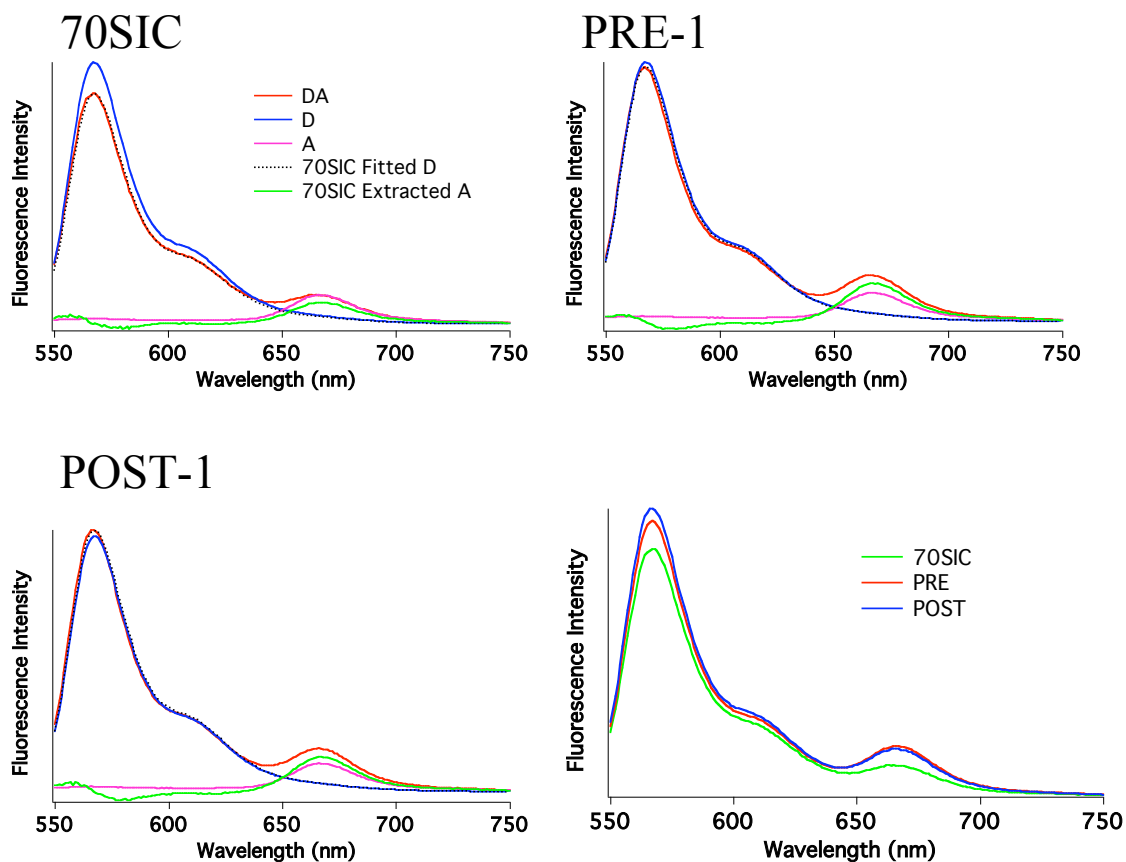 70SIC
Fluorescence Intensity
DA
D
A
70SIC Fitted D
70SIC Extracted A
550
600
650
700
750
Wavelength (nm)
PRE-1
Fluorescence Intensity
550
600
650
700
750
Wavelength (nm)
POST-1
Fluorescence Intensity
550
600
650
700
750
Wavelength (nm)
Fluorescence Intensity
70SIC
PRE
POST
550
600
650
700
750
Wavelength (nm)